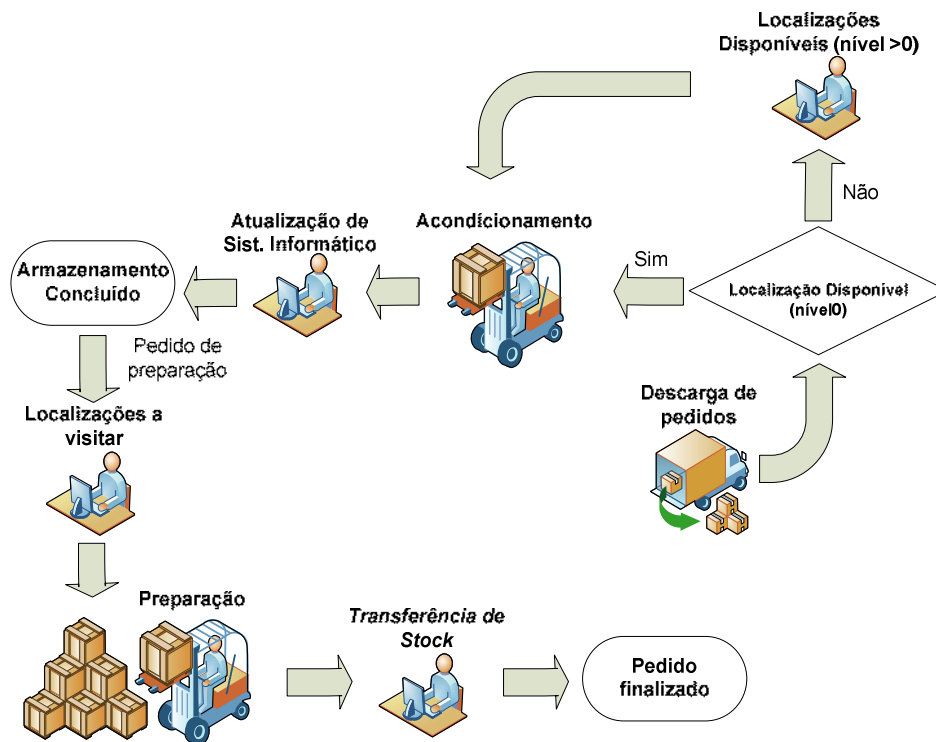 Localizações
Disponíveis (nível >0)
Não
Acondicionamento
Atualização de
Sist. Informático
Sim
Armazenamento
Concluído
Localização Disponível
(nível0)
Pedido de
preparação
Descarga de
pedidos
Localizações a
visitar
Preparação
Transferência de
Stock
Pedido
finalizado